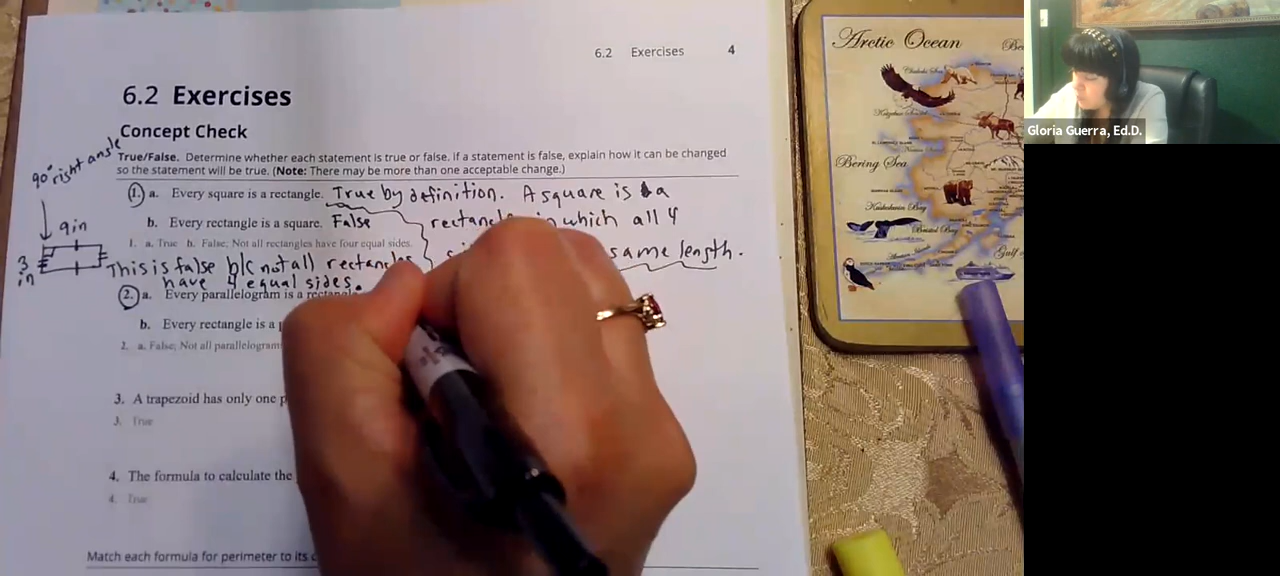 6.2 Exercises 4
6.2 Exercises
Concept Check
90° right angle
True/False. Determine whether each statement is true or false. If a statement is false, explain how it can be changed
so the statement will be true. (Note: There may be more than one acceptable change.)
1. a. Every square is a rectangle. True by definition. A square is a
b. Every rectangle is a square. False in which all 4
9in
1. a. True b. False; Not all rectangles have four equal sides.
same length.
3
in
This is false b/c not all rectangles
have 4 equal sides.
2. a. Every parallelogram is a
b. Every rectangle is a
2. a. False; Not all
3. A trapezoid has only one
3. True
4. The formula to calculate the
4. True
Match each formula for perimeter to its
Arctic Ocean
Chukchi Sea
Bering Sea
Bristol Bay
Gulf
Gloria Guerra, Ed.D.